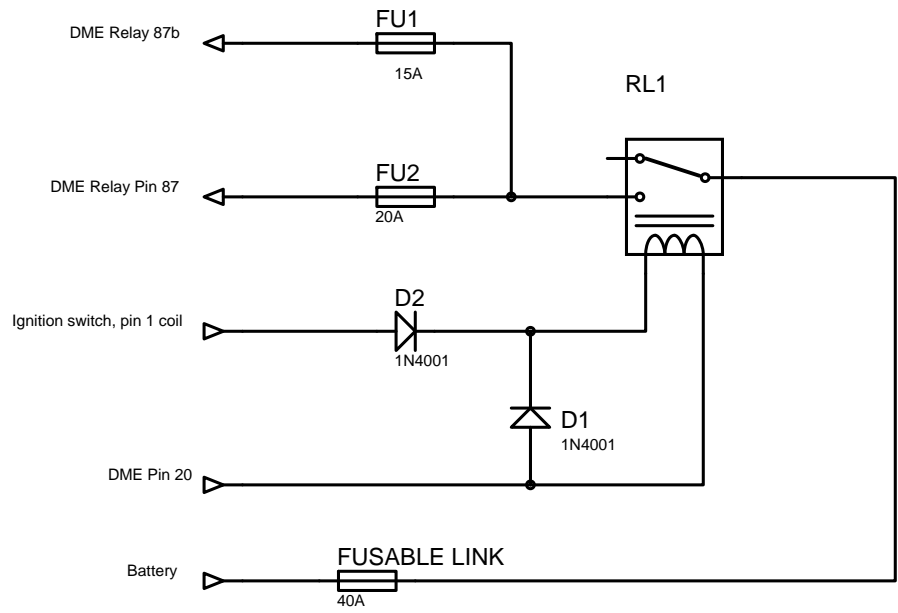 DME Relay 87b
FU1
15A
RL1
DME Relay Pin 87
FU2
20A
Ignition switch, pin 1 coil
D2
1N4001
D1
1N4001
DME Pin 20
Battery
FUSABLE LINK
40A